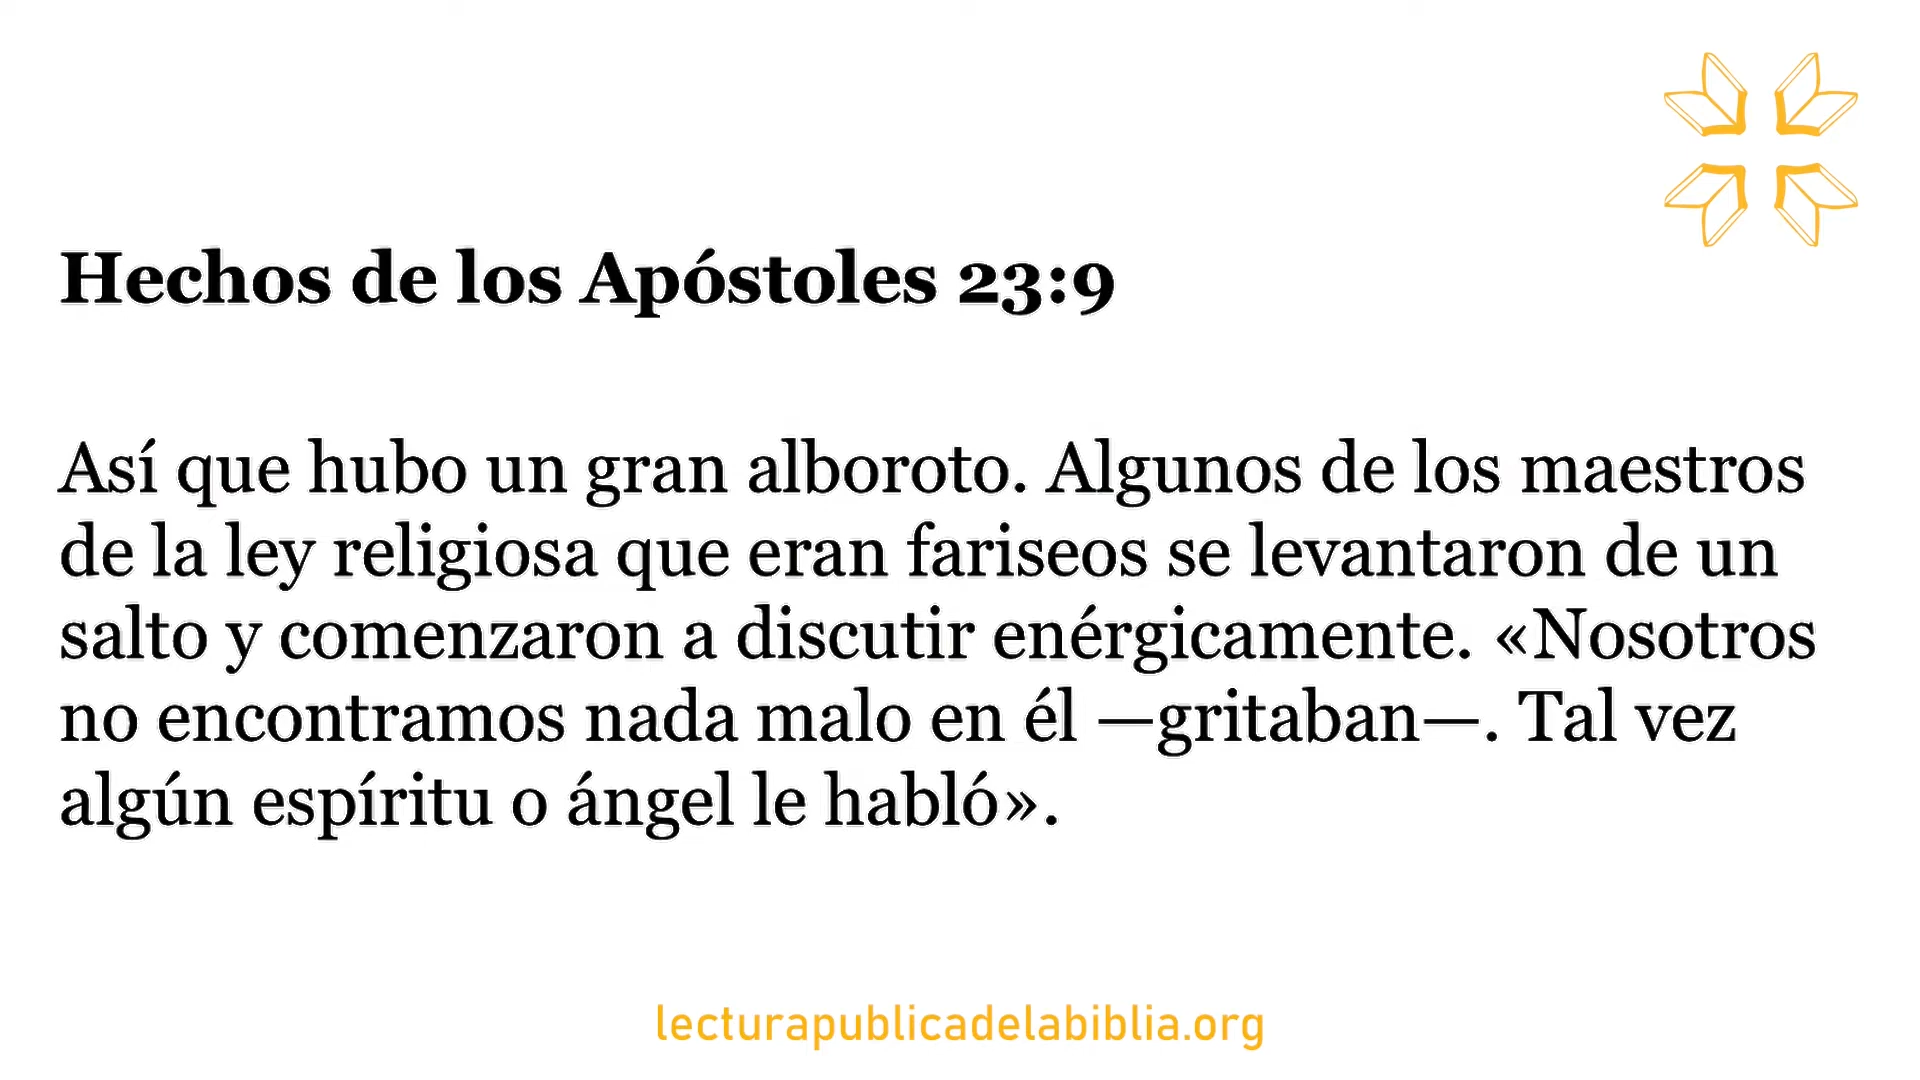 Hechos de los Apóstoles 23:9
Así que hubo un gran alboroto. Algunos de los maestros
de la ley religiosa que eran fariseos se levantaron de un
salto y comenzaron a discutir enérgicamente. «Nosotros
no encontramos nada malo en él —gritaban—. Tal vez
algún espíritu o ángel le habló».
lecturapublicadelabiblia.org